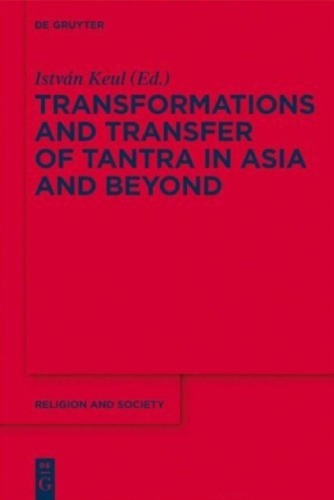 DE GRUYTER
István Keul (Ed.)
TRANSFORMATIONS
AND TRANSFER
OF TANTRA IN ASIA
AND BEYOND
RELIGION AND SOCIETY
DE
G